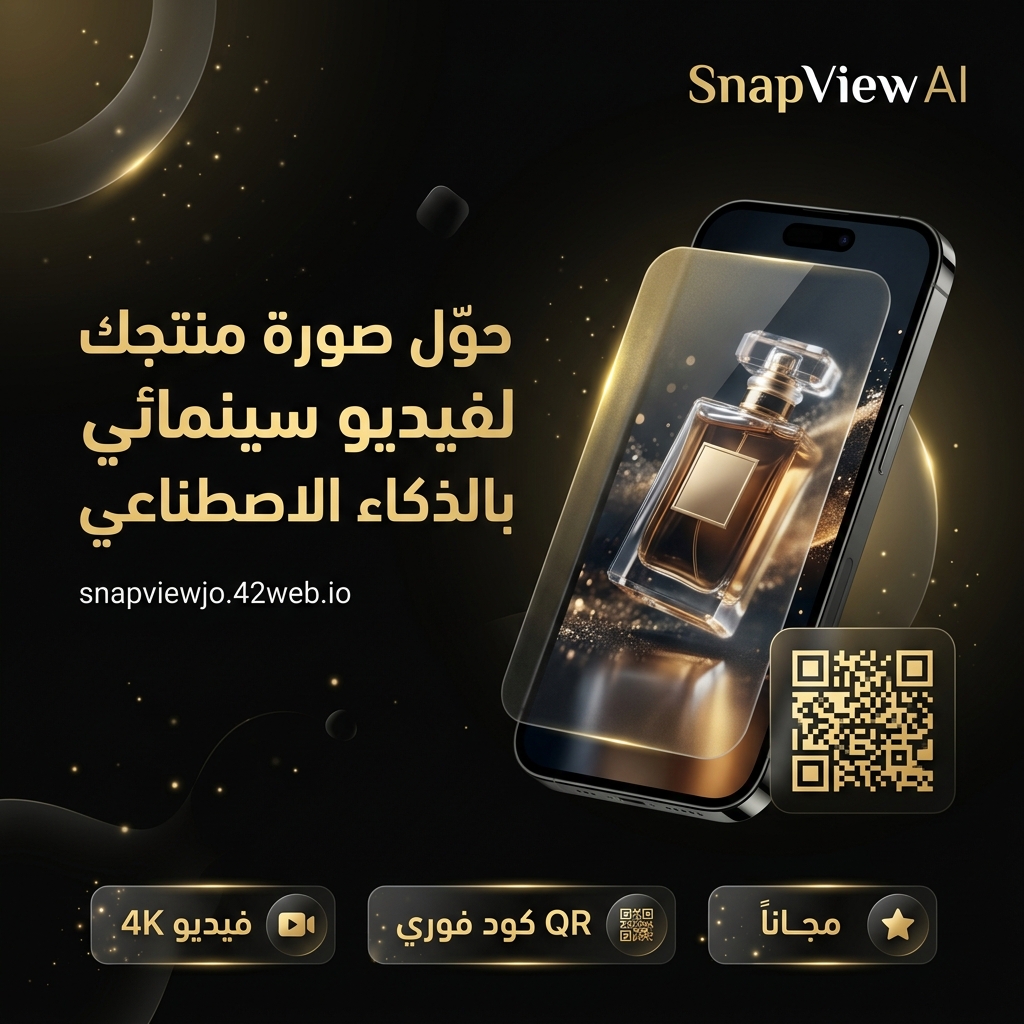 SnapView AI
حوّل صورة منتجك
لفيديو سينمائي
بالذكاء الاصطناعي
snapviewjo.42web.io
مجاناً
QR كود فوري
فيديو 4K